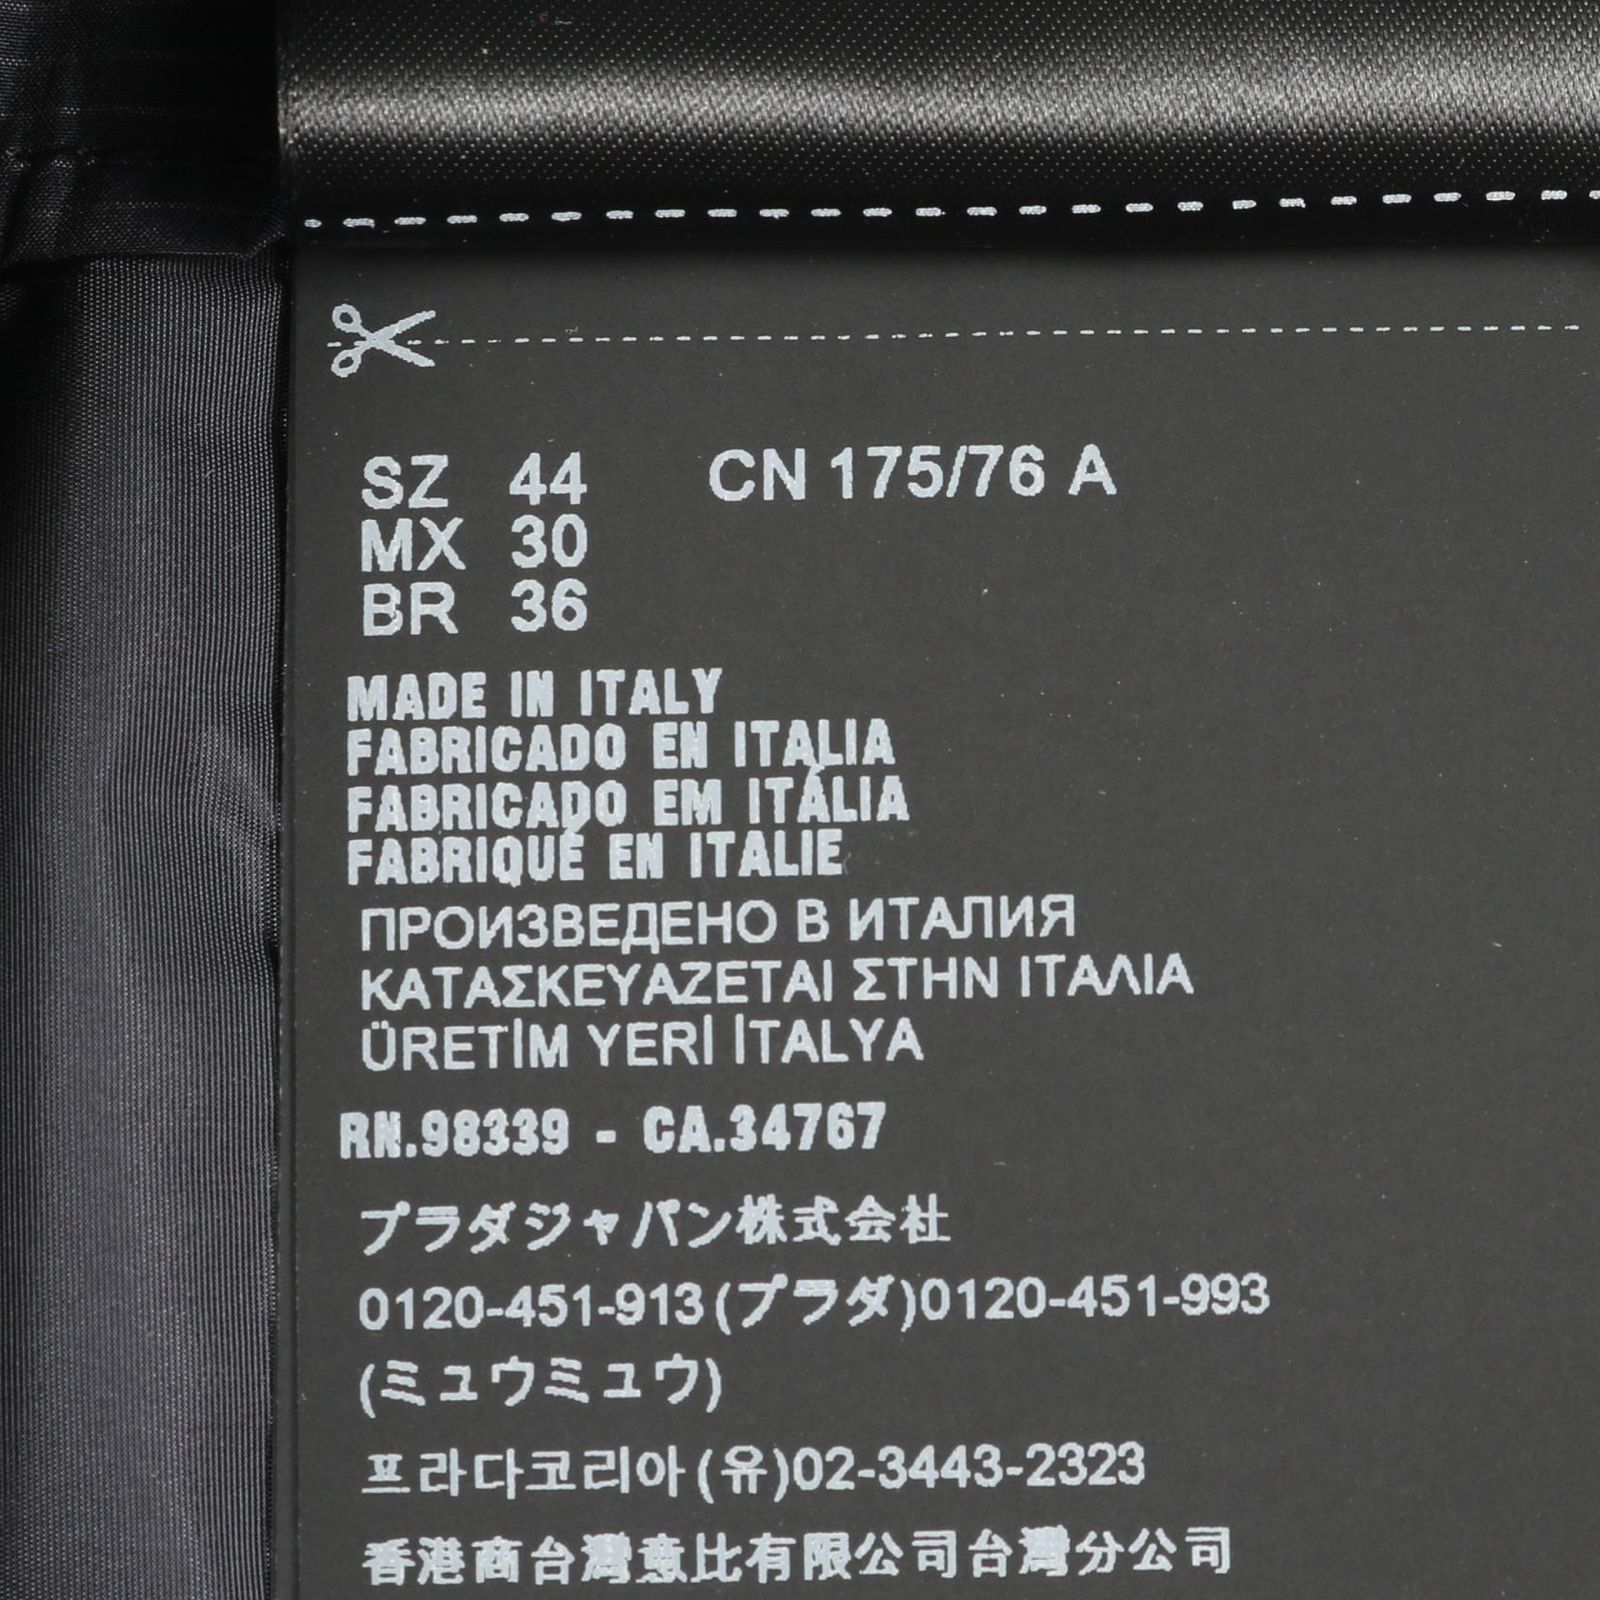 SZ 44 CN 175/76 A
MX 30
BR 36
MADE IN ITALY
FABRICADO EN ITALIA
FABRICADO EM ITÁLIA
FABRIQUÉ EN ITALIE
ПРОИЗВЕДЕНО В ИТАЛИЯ
ΚΑΤΑΣΚΕΥΑΖΕΤΑΙ ΣΤΗΝ ΙΤΑΛΙΑ
ÜRETİM YERİ İTALYA
RN.98339 - CA.34767
プラダジャパン株式会社
0120-451-913(プラダ)0120-451-993
(ミュウミュウ)
프라다코리아(유)02-3443-2323
香港商台灣意比有限公司台灣分公司